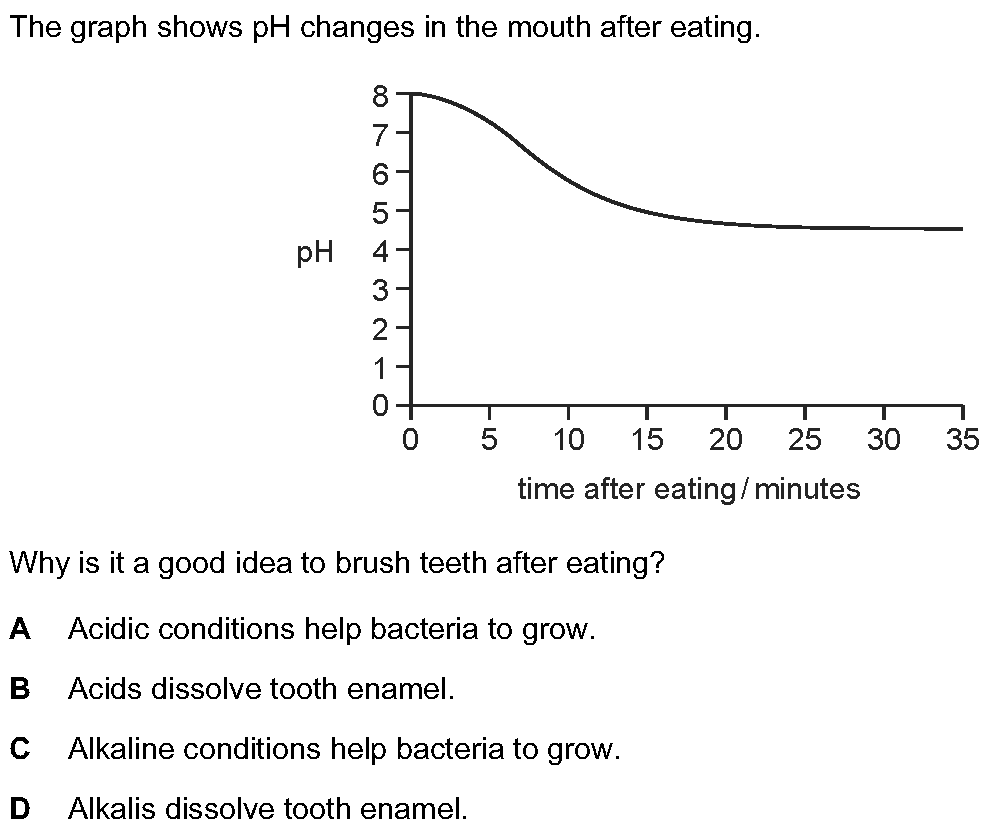 The graph shows pH changes in the mouth after eating.
8
7
6
5
pH 4
3
2
1
0
0 5 10 15 20 25 30 35
time after eating / minutes
Why is it a good idea to brush teeth after eating?
A Acidic conditions help bacteria to grow.
B Acids dissolve tooth enamel.
C Alkaline conditions help bacteria to grow.
D Alkalis dissolve tooth enamel.